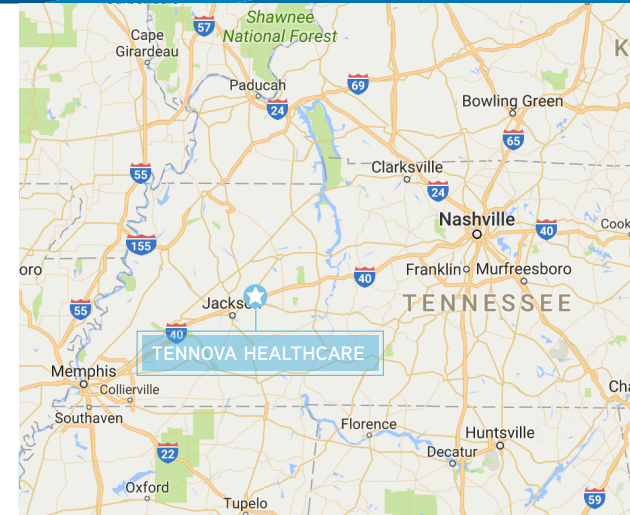 Shawnee
National Forest
57
Cape
Girardeau
K
69
Paducah
24
Bowling Green
65
55
Clarksville
24
Nashville
40
Cook
155
oro
Franklin
Murfreesboro
40
Jackson
TENNESSEE
55
40
TENNOVA HEALTHCARE
Memphis
Collierville
Cha
Southaven
Florence
Huntsville
22
Decatur
Oxford
59
Tupelo